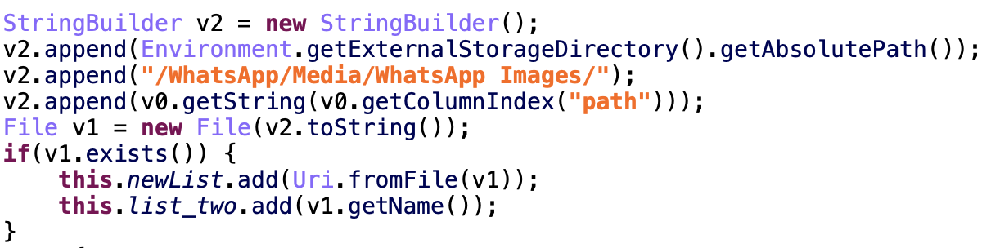 StringBuilder v2 = new StringBuilder();
v2.append(Environment.getExternalStorageDirectory().getAbsolutePath());
v2.append("/WhatsApp/Media/WhatsApp Images/");
v2.append(v0.getString(v0.getColumnIndex("path")));
File v1 = new File(v2.toString());
if(v1.exists()) {
    this.newList.add(Uri.fromFile(v1));
    this.list_two.add(v1.getName());
}